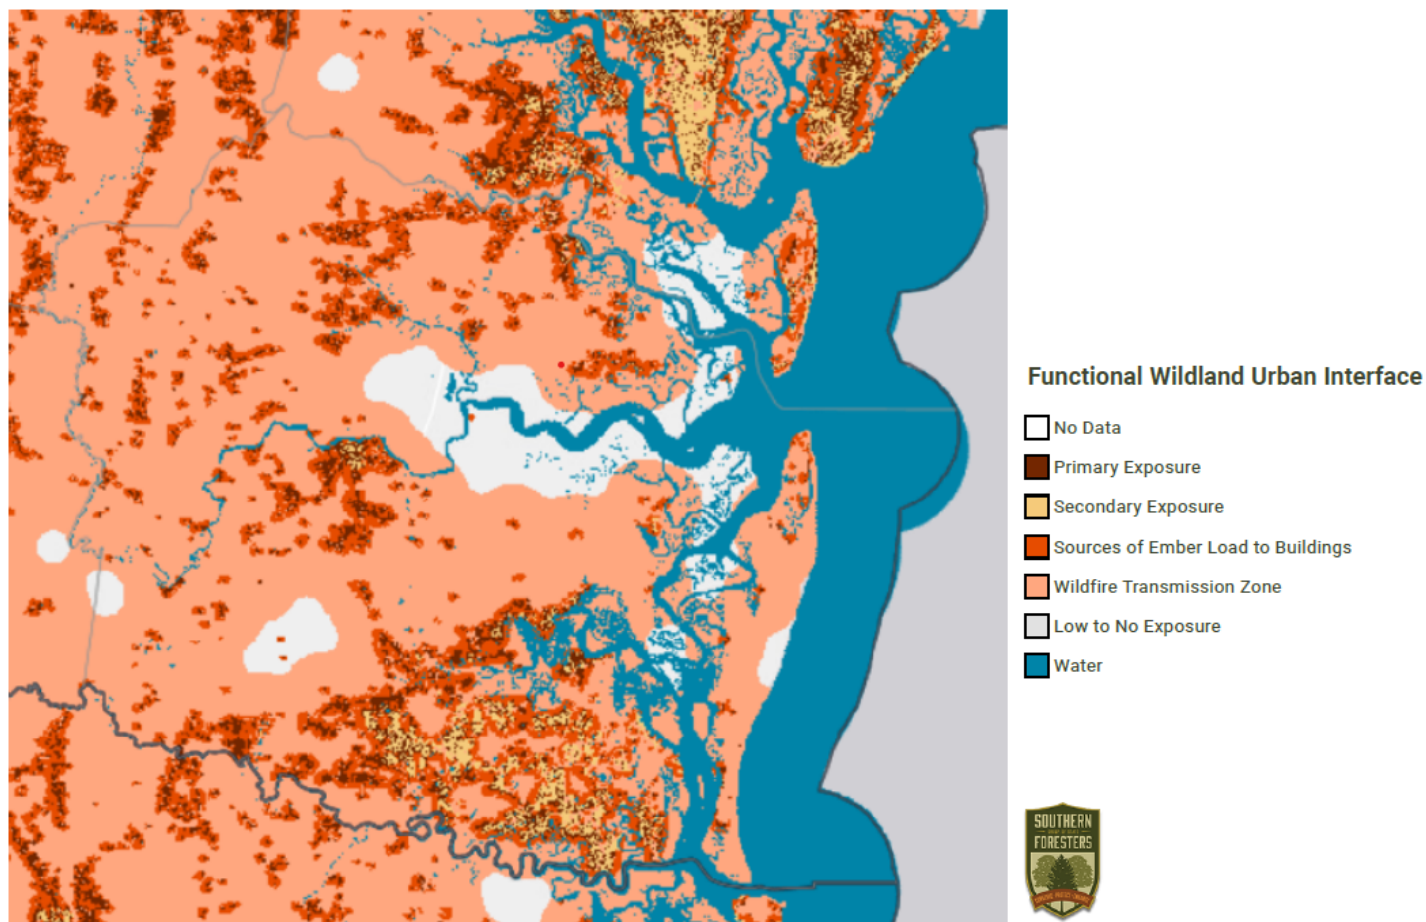 Functional Wildland Urban Interface
No Data
Primary Exposure
Secondary Exposure
Sources of Ember Load to Buildings
Wildfire Transmission Zone
Low to No Exposure
Water
SOUTHERN
FORESTERS